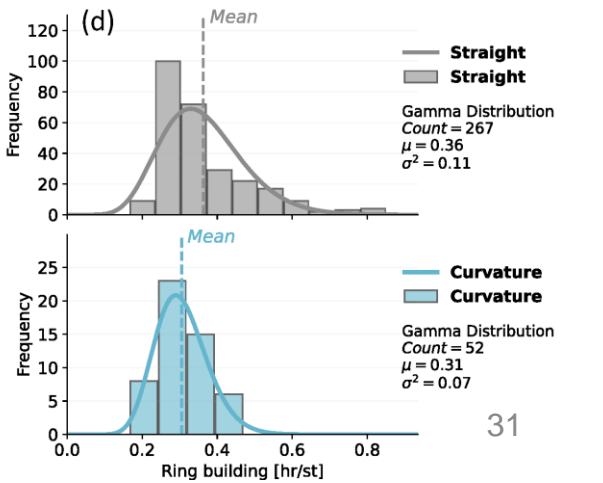 (d)
Mean
120
100
80
60
40
20
0
Frequency
Straight
Straight
Gamma Distribution
Count = 267
μ = 0.36
σ² = 0.11
Mean
25
20
15
10
5
0
Frequency
Curvature
Curvature
Gamma Distribution
Count = 52
μ = 0.31
σ² = 0.07
0.0 0.2 0.4 0.6 0.8
Ring building [hr/st]
31